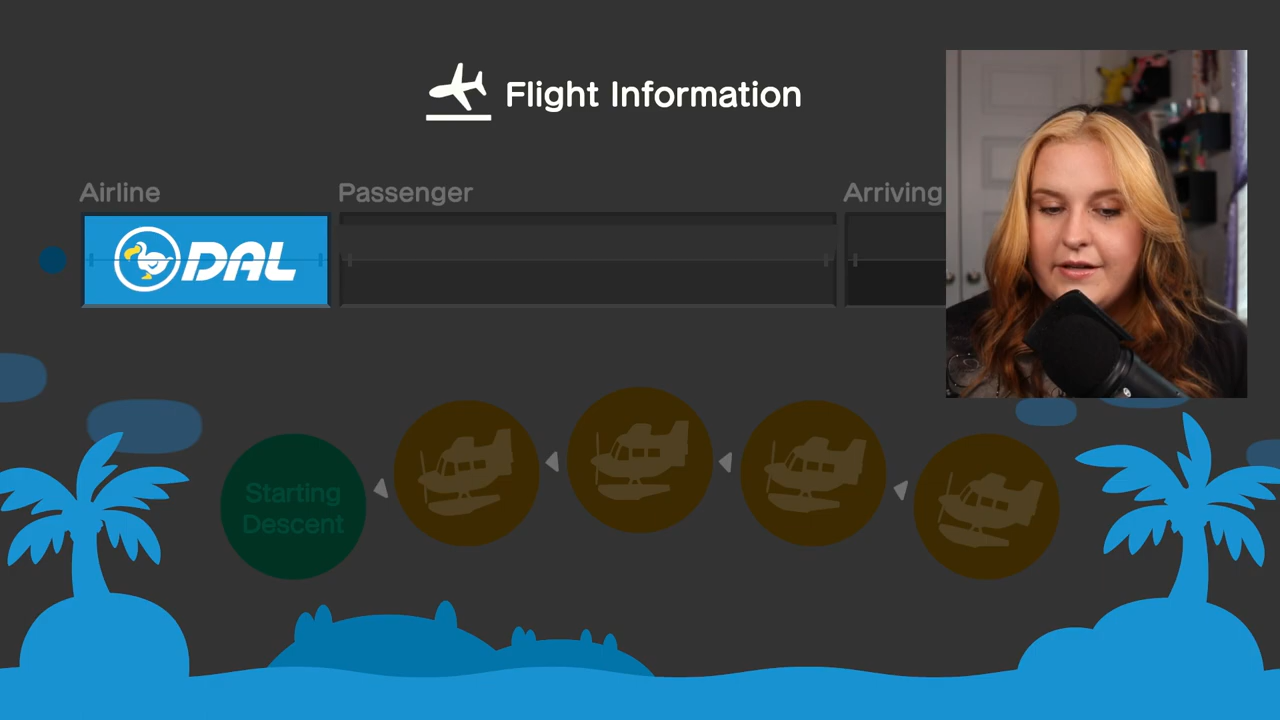 Flight Information
Airline
Passenger
Arriving
DAL
Starting
Descent